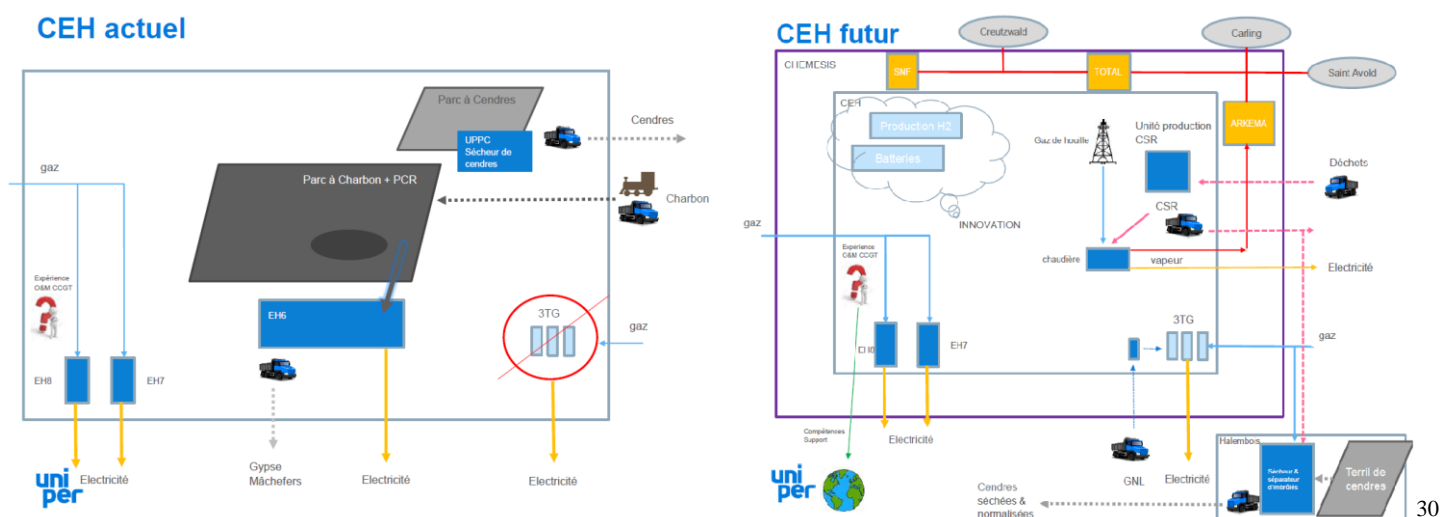 CEH actuel
Parc à Cendres
UPPC
Sécheur de
cendres
Cendres
gaz
Parc à Charbon + PCR
Charbon
Expérience
O&M CCGT
EH6
3TG
gaz
EH8
EH7
Electricité
Gypse
Mâchefers
Electricité
Electricité
uni
per
CEH futur
Creutzwald
Carling
CHEMESIS
SNF
TOTAL
Saint Avold
CEH
Production H2
Batteries
Gaz de houille
Unité production
CSR
ARKEMA
Déchets
CSR
INNOVATION
gaz
chaudière
vapeur
Electricité
Expérience
O&M CCGT
3TG
gaz
EH7
Compétences
Support
Electricité
Halembois
Sécheur &
séparateur
d'imbrûlés
Terril de
cendres
uni
per
GNL
Electricité
Cendres
séchées &
normalisées
30